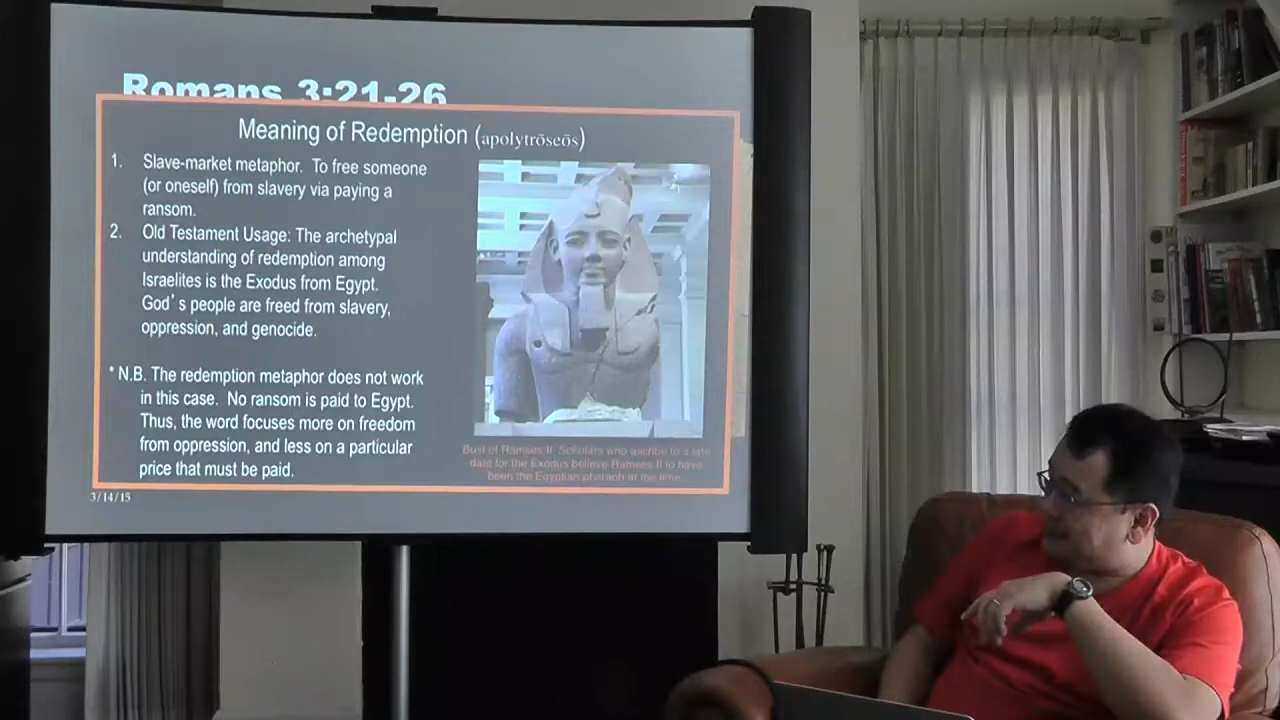 Romans 3:21-26
Meaning of Redemption (apolytrōseōs)
1. Slave-market metaphor. To free someone
(or oneself) from slavery via paying a
ransom.
2. Old Testament Usage: The archetypal
understanding of redemption among
Israelites is the Exodus from Egypt.
God's people are freed from slavery,
oppression, and genocide.
* N.B. The redemption metaphor does not work
in this case. No ransom is paid to Egypt.
Thus, the word focuses more on freedom
from oppression, and less on a particular
price that must be paid.
Bust of Ramses II. Scholars who ascribe to a late
date for the Exodus believe Ramses II to have
been the Egyptian pharaoh at the time.
3/14/15